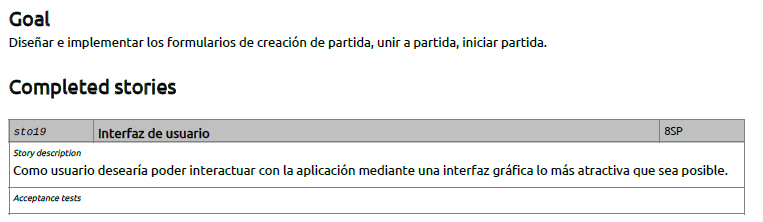 Goal
Diseñar e implementar los formularios de creación de partida, unir a partida, iniciar partida.
Completed stories
sto19 Interfaz de usuario 8SP
Story description
Como usuario desearía poder interactuar con la aplicación mediante una interfaz gráfica lo más atractiva que sea posible.
Acceptance tests